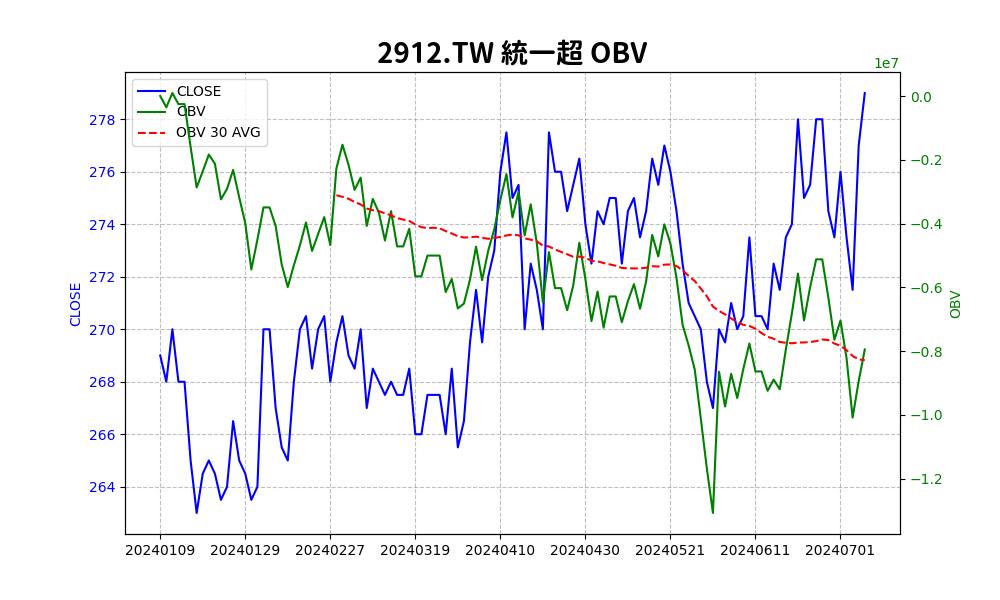 2912.TW 統一超 OBV
1e7
CLOSE
OBV
OBV 30 AVG
278
276
274
272
270
268
266
264
CLOSE
0.0
−0.2
−0.4
−0.6
−0.8
−1.0
−1.2
OBV
20240109 20240129 20240227 20240319 20240410 20240430 20240521 20240611 20240701